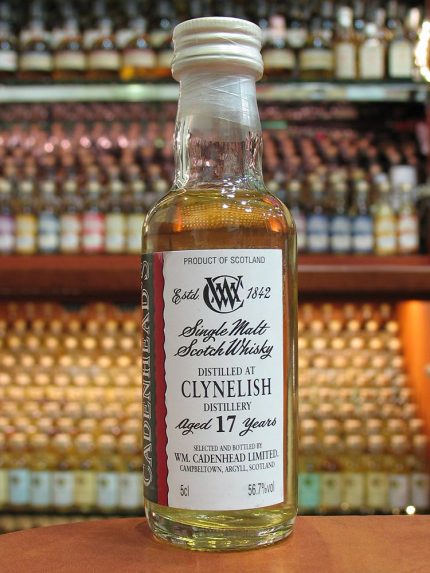 PRODUCT OF SCOTLAND
Estd. WC 1842
Single Malt
Scotch Whisky
DISTILLED AT
CLYNELISH
DISTILLERY
Aged 17 Years
SELECTED AND BOTTLED BY
WM. CADENHEAD LIMITED.
CAMPBELTOWN, ARGYLL, SCOTLAND
5cl 56.7%vol
CADENHEAD'S